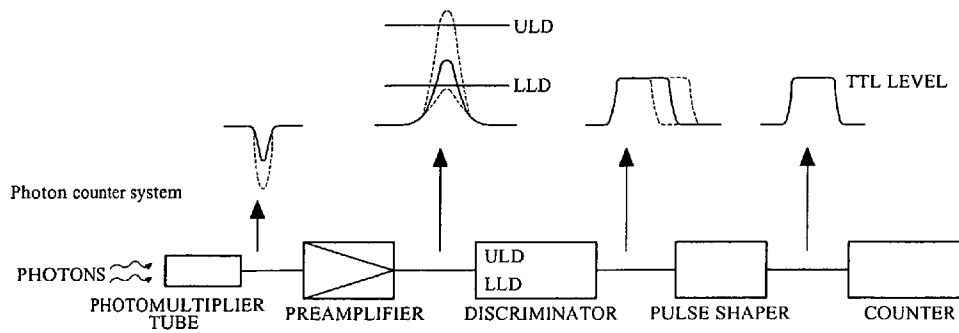 ULD
LLD
TTL LEVEL
Photon counter system
PHOTONS
ULD
LLD
PHOTOMULTIPLIER
TUBE
PREAMPLIFIER
DISCRIMINATOR
PULSE SHAPER
COUNTER